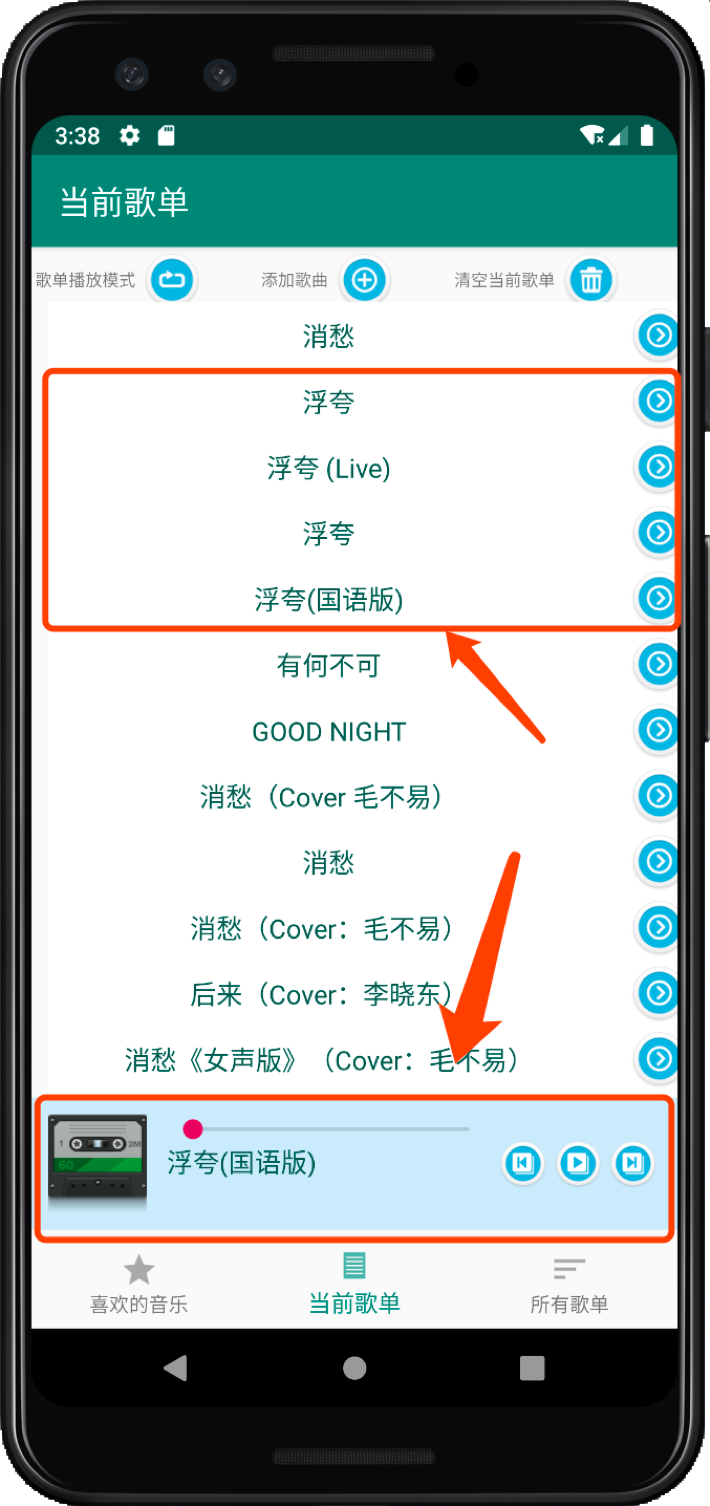 3:38
当前歌单
歌单播放模式 添加歌曲 清空当前歌单
消愁
浮夸
浮夸 (Live)
浮夸
浮夸(国语版)
有何不可
GOOD NIGHT
消愁（Cover 毛不易）
消愁
消愁（Cover：毛不易）
后来（Cover：李晓东）
消愁《女声版》（Cover：毛不易）
1 3M
60
浮夸(国语版)
喜欢的音乐 当前歌单 所有歌单